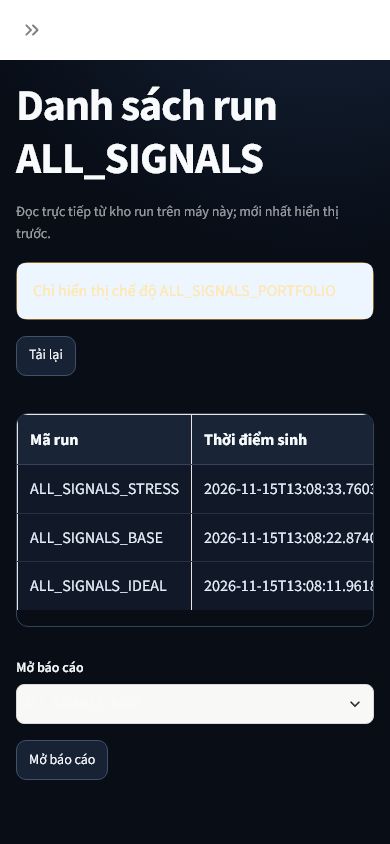 Danh sách run
ALL_SIGNALS
Đọc trực tiếp từ kho run trên máy này; mới nhất hiển thị
trước.
Chỉ hiển thị chế độ ALL_SIGNALS_PORTFOLIO
Tải lại
Mã run Thời điểm sinh
ALL_SIGNALS_STRESS 2026-11-15T13:08:33.7603
ALL_SIGNALS_BASE 2026-11-15T13:08:22.8740
ALL_SIGNALS_IDEAL 2026-11-15T13:08:11.9618
Mở báo cáo
Mở báo cáo